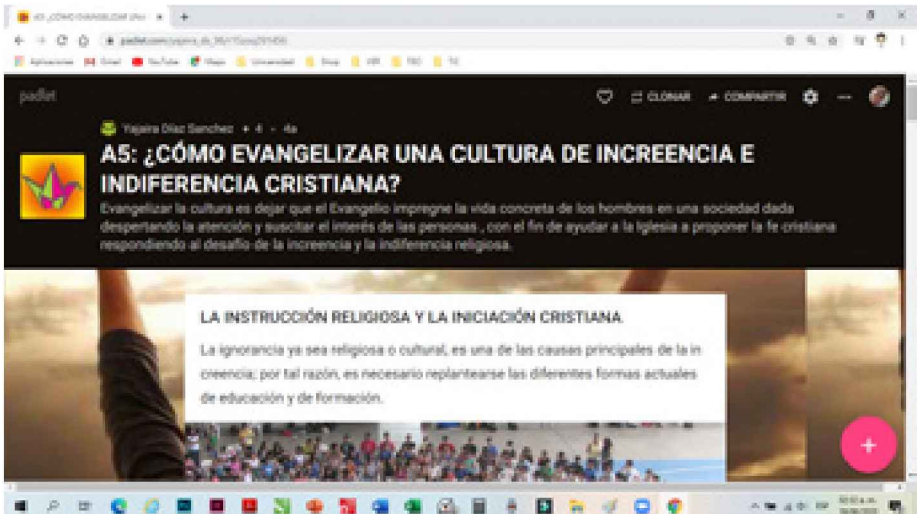 padlet
CLONAR
COMPARTIR
Yajaira Díaz Sanchez + 4 • 4a
A5: ¿CÓMO EVANGELIZAR UNA CULTURA DE INCREENCIA E
INDIFERENCIA CRISTIANA?
Evangelizar la cultura es dejar que el Evangelio impregne la vida concreta de los hombres en una sociedad dada
despertando la atención y suscitar el interés de las personas , con el fin de ayudar a la Iglesia a proponer la fe cristiana
respondiendo al desafío de la increencia y la indiferencia religiosa.
LA INSTRUCCIÓN RELIGIOSA Y LA INICIACIÓN CRISTIANA
La ignorancia ya sea religiosa o cultural, es una de las causas principales de la in
creencia; por tal razón, es necesario replantearse las diferentes formas actuales
de educación y de formación.